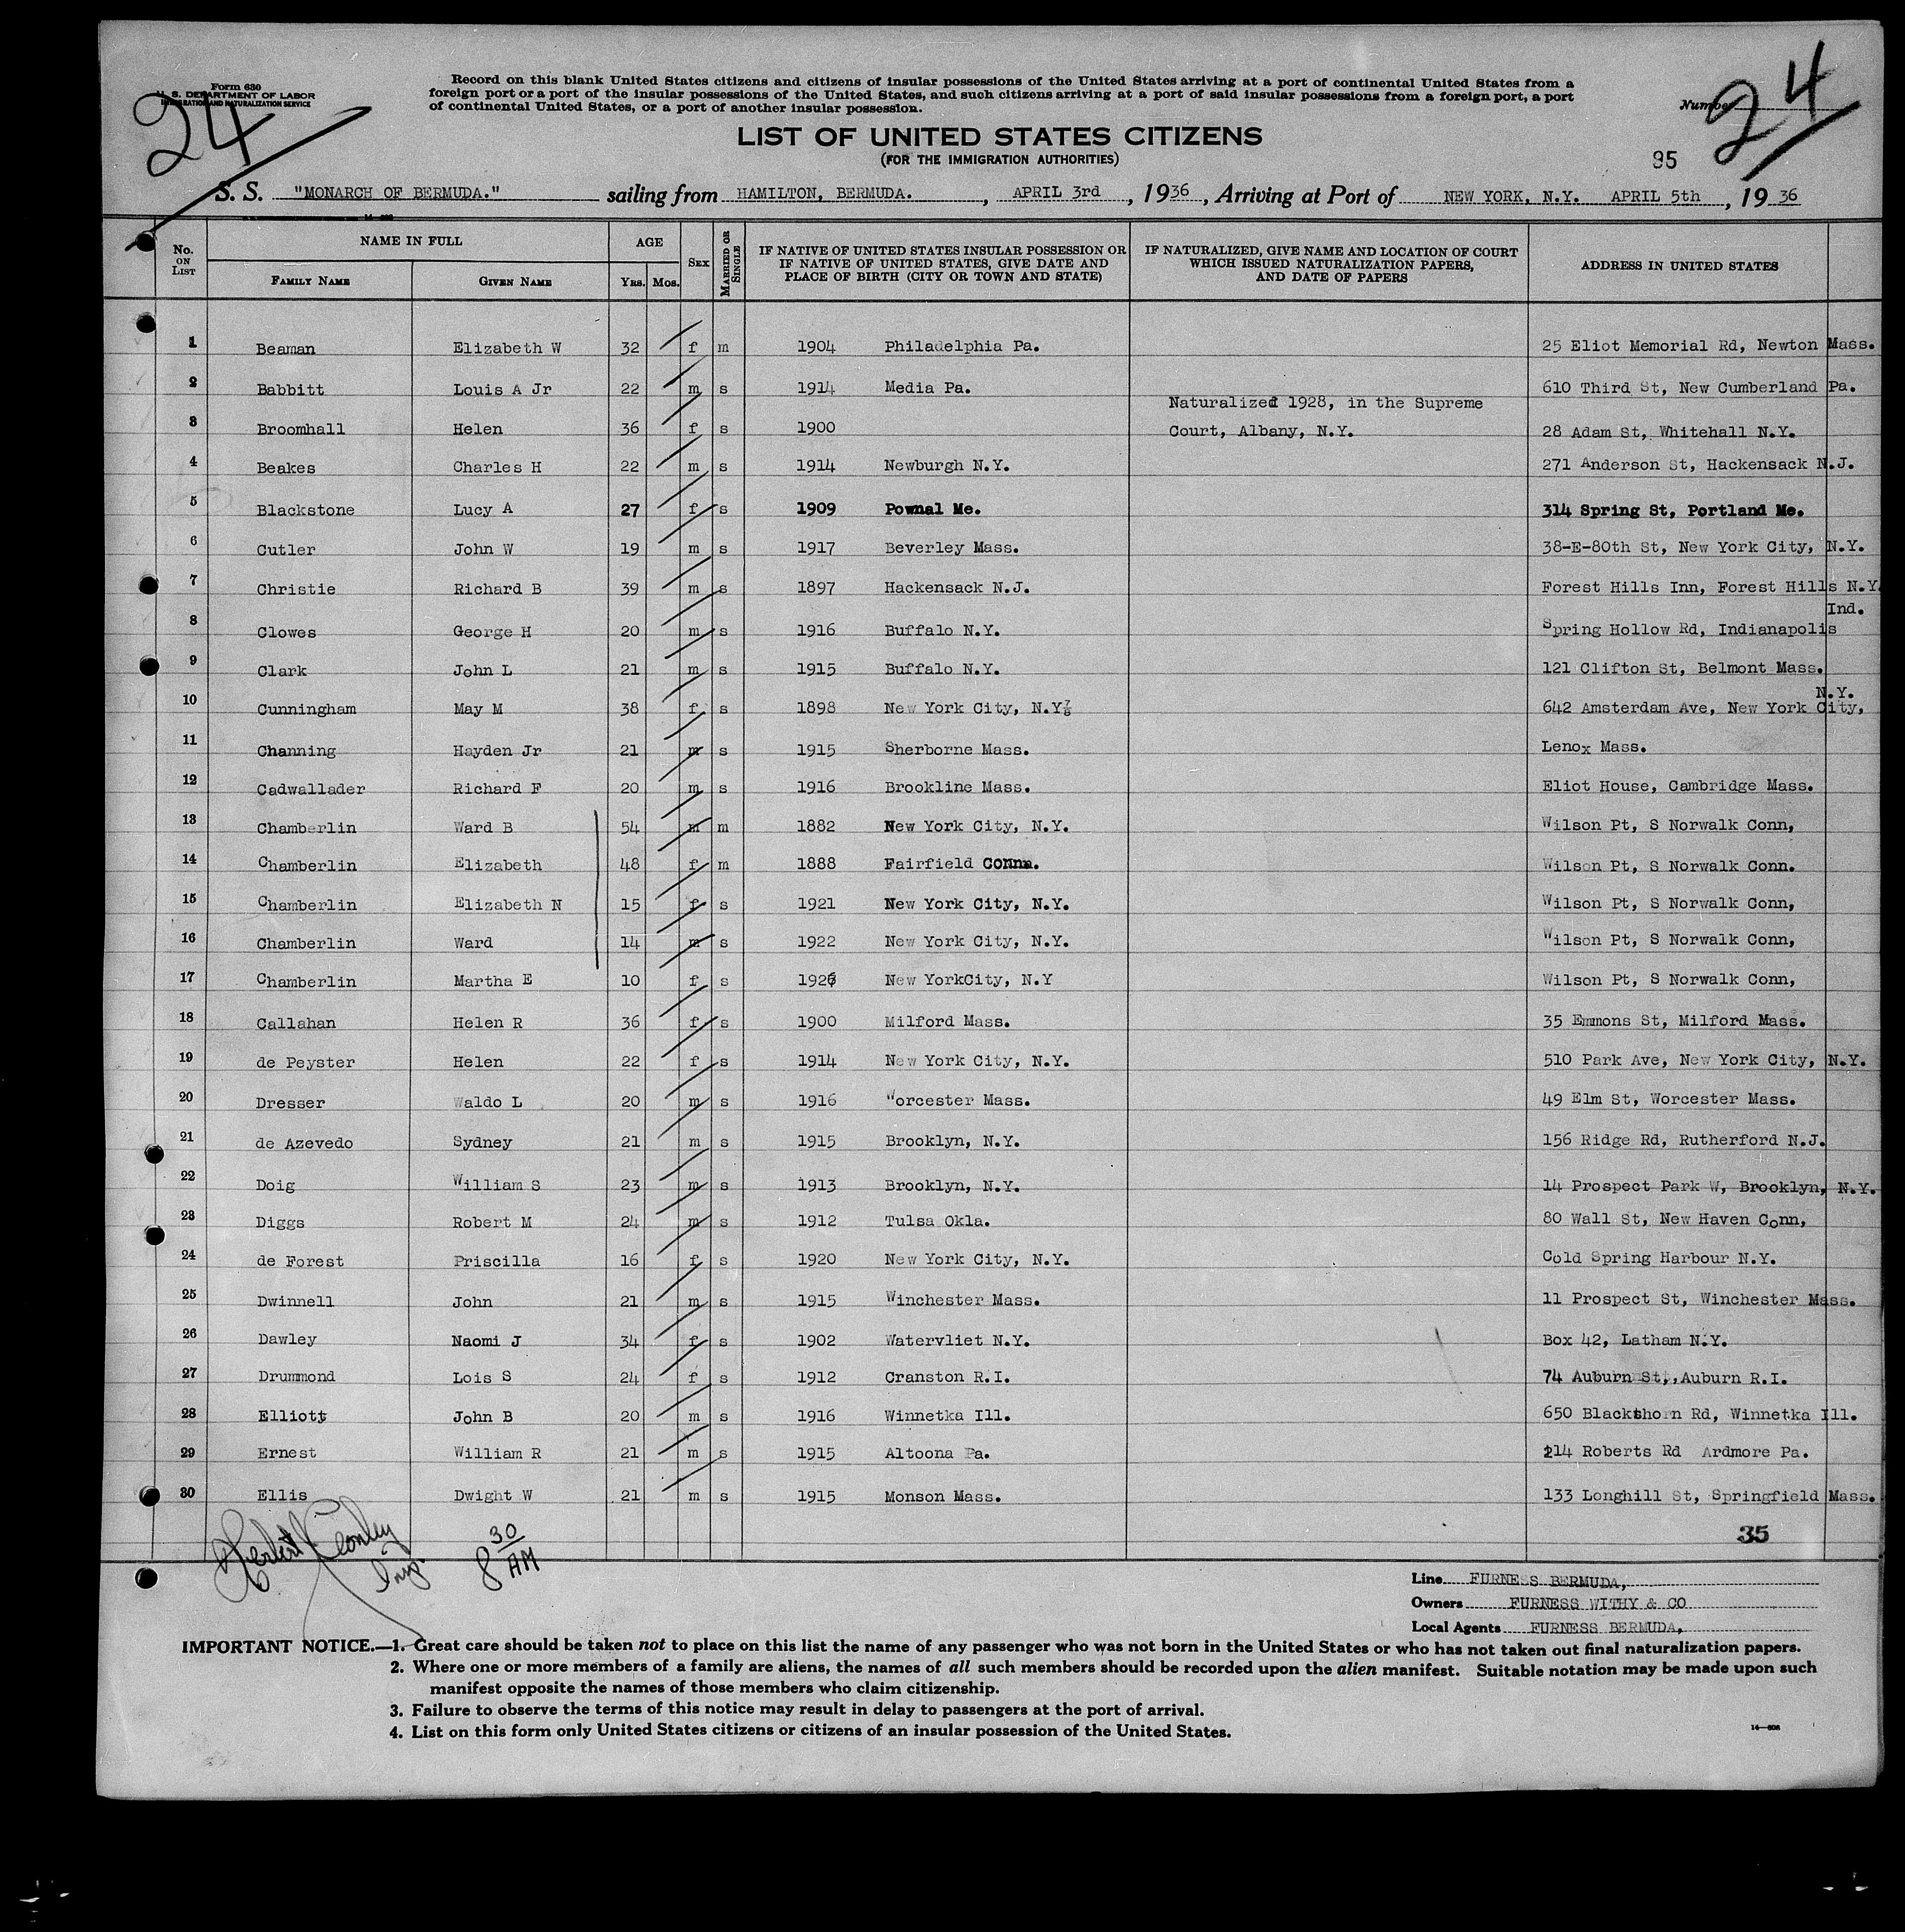 Form 630
U. S. DEPARTMENT OF LABOR
IMMIGRATION AND NATURALIZATION SERVICE
24
Record on this blank United States citizens and citizens of insular possessions of the United States arriving at a port of continental United States from a
foreign port or a port of the insular possessions of the United States, and such citizens arriving at a port of said insular possessions from a foreign port, a port
of continental United States, or a port of another insular possession.
Number 24
LIST OF UNITED STATES CITIZENS
(FOR THE IMMIGRATION AUTHORITIES)
35
S. S. "MONARCH OF BERMUDA." sailing from HAMILTON, BERMUDA. , APRIL 3rd , 1936 , Arriving at Port of NEW YORK, N.Y. APRIL 5th , 19 36
No. ON LIST NAME IN FULL FAMILY NAME GIVEN NAME AGE YRS. MOS. SEX MARRIED OR SINGLE IF NATIVE OF UNITED STATES INSULAR POSSESSION OR IF NATIVE OF UNITED STATES, GIVE DATE AND PLACE OF BIRTH (CITY OR TOWN AND STATE) IF NATURALIZED, GIVE NAME AND LOCATION OF COURT WHICH ISSUED NATURALIZATION PAPERS, AND DATE OF PAPERS ADDRESS IN UNITED STATES
1 Beaman Elizabeth W 32 f m 1904 Philadelphia Pa. 25 Eliot Memorial Rd, Newton Mass.
2 Babbitt Louis A Jr 22 m s 1914 Media Pa. 610 Third St, New Cumberland Pa.
Naturalized 1928, in the Supreme
3 Broomhall Helen 36 f s 1900 Court, Albany, N.Y. 28 Adam St, Whitehall N.Y.
4 Beakes Charles H 22 m s 1914 Newburgh N.Y. 271 Anderson St, Hackensack N.J.
5 Blackstone Lucy A 27 f s 1909 Pownal Me. 314 Spring St, Portland Me.
6 Cutler John W 19 m s 1917 Beverley Mass. 38-E-80th St, New York City, N.Y.
7 Christie Richard B 39 m s 1897 Hackensack N.J. Forest Hills Inn, Forest Hills N.Y.
Ind.
8 Clowes George H 20 m s 1916 Buffalo N.Y. Spring Hollow Rd, Indianapolis
9 Clark John L 21 m s 1915 Buffalo N.Y. 121 Clifton St, Belmont Mass.
N.Y.
10 Cunningham May M 38 f s 1898 New York City, N.Y. 642 Amsterdam Ave, New York City,
11 Channing Hayden Jr 21 m s 1915 Sherborne Mass. Lenox Mass.
12 Cadwallader Richard F 20 m s 1916 Brookline Mass. Eliot House, Cambridge Mass.
13 Chamberlin Ward B 54 m m 1882 New York City, N.Y. Wilson Pt, S Norwalk Conn,
14 Chamberlin Elizabeth 48 f m 1888 Fairfield Connn. Wilson Pt, S Norwalk Conn.
15 Chamberlin Elizabeth N 15 f s 1921 New York City, N.Y. Wilson Pt, S Norwalk Conn,
16 Chamberlin Ward 14 m s 1922 New York City, N.Y. Wilson Pt, S Norwalk Conn,
17 Chamberlin Martha E 10 f s 1926 New YorkCity, N.Y Wilson Pt, S Norwalk Conn,
18 Callahan Helen R 36 f s 1900 Milford Mass. 35 Emmons St, Milford Mass.
19 de Peyster Helen 22 f s 1914 New York City, N.Y. 510 Park Ave, New York City, N.Y.
20 Dresser Waldo L 20 m s 1916 Worcester Mass. 49 Elm St, Worcester Mass.
21 de Azevedo Sydney 21 m s 1915 Brooklyn, N.Y. 156 Ridge Rd, Rutherford N.J.
22 Doig William S 23 m s 1913 Brooklyn, N.Y. 14 Prospect Park W, Brooklyn, N.Y.
23 Diggs Robert M 24 m s 1912 Tulsa Okla. 80 Wall St, New Haven Conn,
24 de Forest Priscilla 16 f s 1920 New York City, N.Y. Cold Spring Harbour N.Y.
25 Dwinnell John 21 m s 1915 Winchester Mass. 11 Prospect St, Winchester Mass.
26 Dawley Naomi J 34 f s 1902 Watervliet N.Y. Box 42, Latham N.Y.
27 Drummond Lois S 24 f s 1912 Cranston R.I. 74 Auburn St,,Auburn R.I.
28 Elliott John B 20 m s 1916 Winnetka Ill. 650 Blackthorn Rd, Winnetka Ill.
29 Ernest William R 21 m s 1915 Altoona Pa. 214 Roberts Rd Ardmore Pa.
30 Ellis Dwight W 21 m s 1915 Monson Mass. 133 Longhill St, Springfield Mass.
35
Insp. 8 30 AM
Line FURNESS BERMUDA,
Owners FURNESS WITHY & CO
Local Agents FURNESS BERMUDA,
IMPORTANT NOTICE.—1. Great care should be taken not to place on this list the name of any passenger who was not born in the United States or who has not taken out final naturalization papers.
2. Where one or more members of a family are aliens, the names of all such members should be recorded upon the alien manifest. Suitable notation may be made upon such
manifest opposite the names of those members who claim citizenship.
3. Failure to observe the terms of this notice may result in delay to passengers at the port of arrival.
4. List on this form only United States citizens or citizens of an insular possession of the United States.